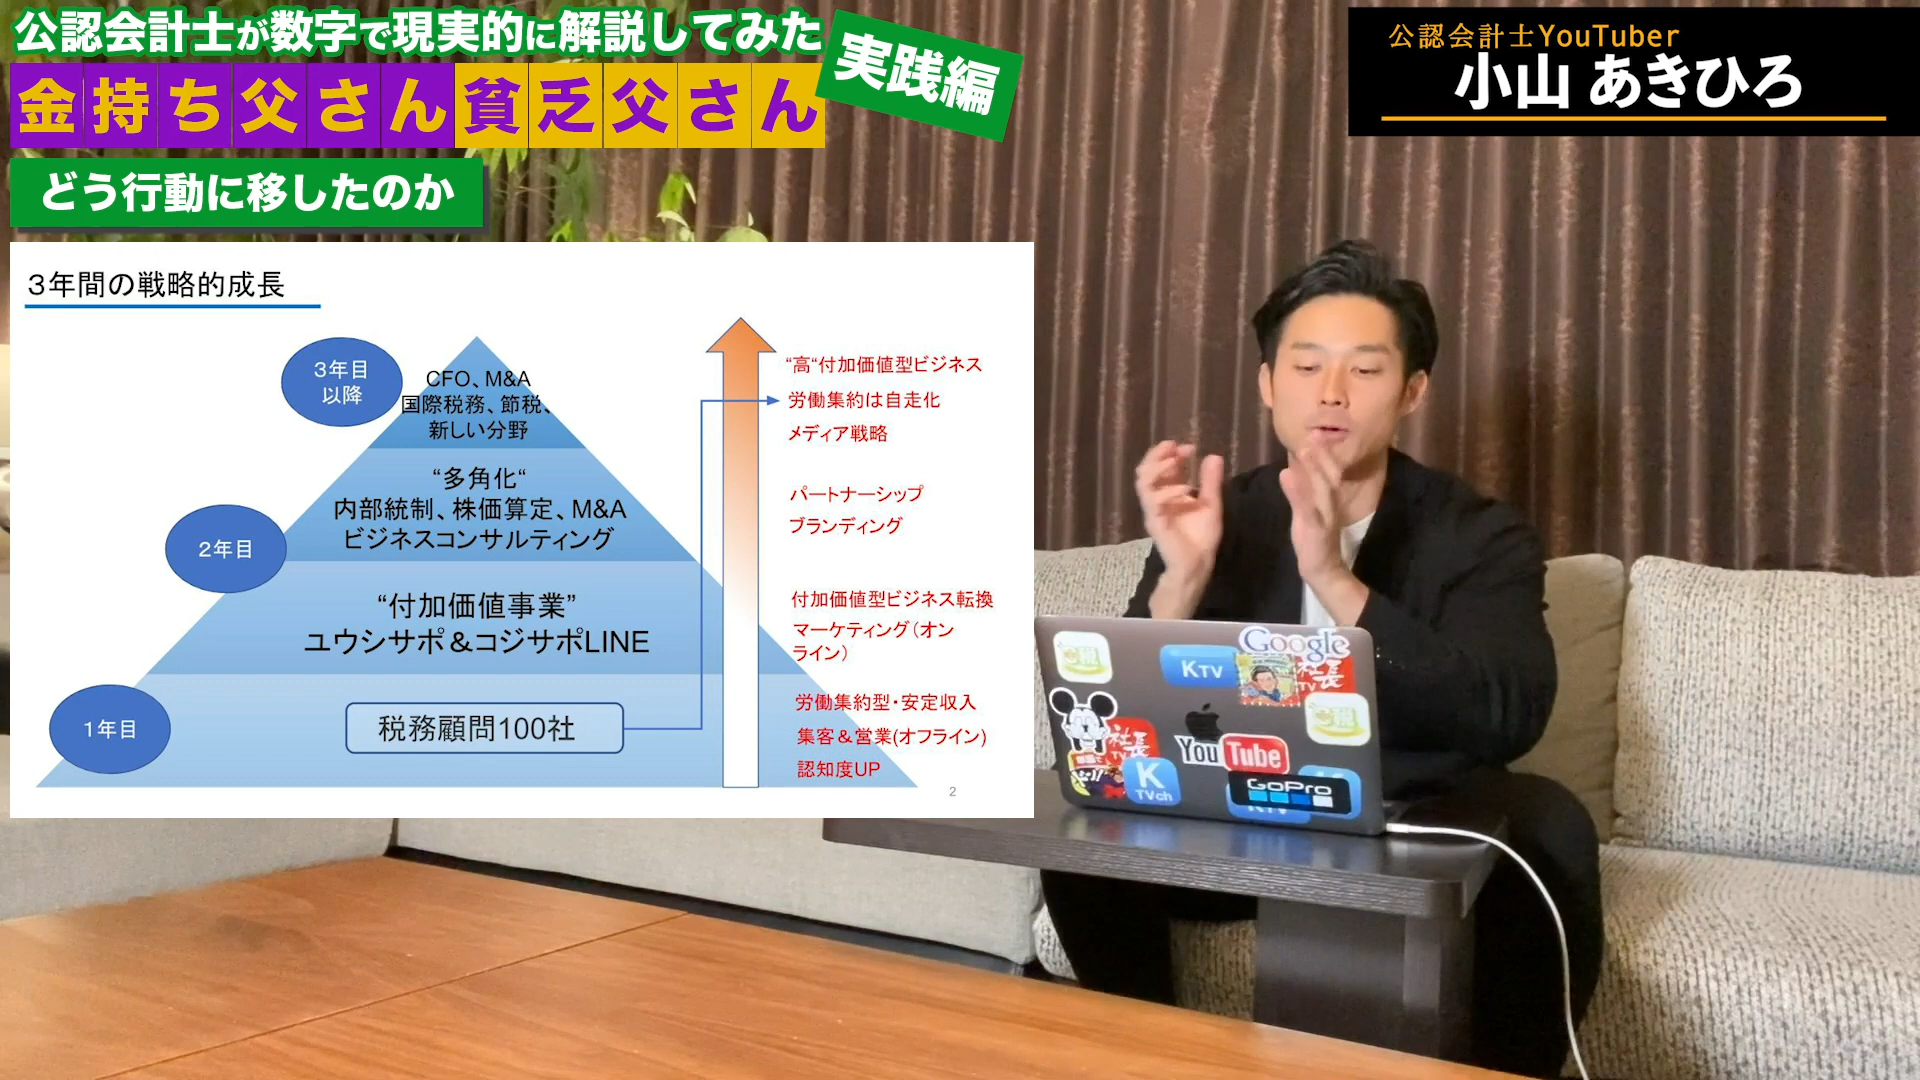 公認会計士が数字で現実的に解説してみた
金持ち父さん貧乏父さん
実践編
どう行動に移したのか
公認会計士YouTuber
小山 あきひろ
3年間の戦略的成長
3年目
以降
CFO、M&A
国際税務、節税、
新しい分野
2年目
“多角化“
内部統制、株価算定、M&A
ビジネスコンサルティング
“付加価値事業”
ユウシサポ&コジサポLINE
1年目
税務顧問100社
“高“付加価値型ビジネス
労働集約は自走化
メディア戦略
パートナーシップ
ブランディング
付加価値型ビジネス転換
マーケティング(オン
ライン)
労働集約型・安定収入
集客&営業(オフライン)
認知度UP
2
Google
KTV
社長
TV
社長
TV
YouTube
K
TVch
GoPro